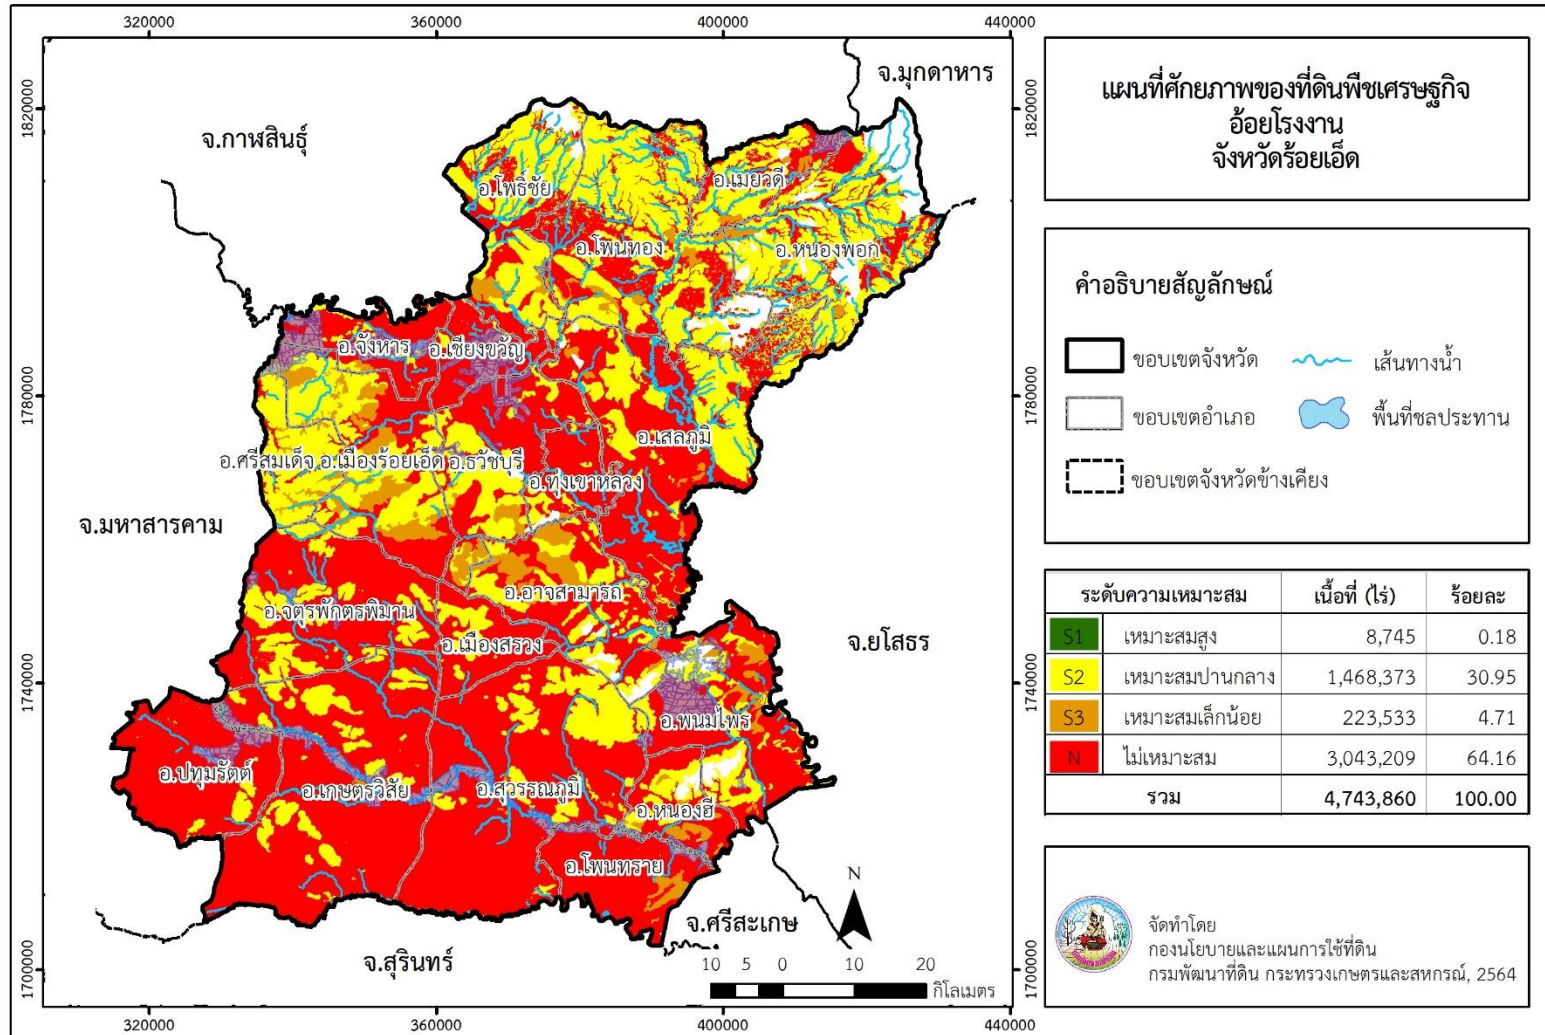 320000 360000 400000 440000
1820000 1820000
1780000 1780000
1740000 1740000
1700000 1700000
จ.มุกดาหาร
จ.กาฬสินธุ์
อ.เมยวดี
อ.โพธิ์ชัย
อ.โพนทอง
อ.หนองพอก
อ.จังหาร
อ.เชียงขวัญ
อ.เสลภูมิ
อ.ศรีสมเด็จ
อ.เมืองร้อยเอ็ด
อ.ธวัชบุรี
อ.ทุ่งเขาหลวง
จ.มหาสารคาม
อ.อาจสามารถ
อ.จตุรพักตรพิมาน
อ.เมืองสรวง
จ.ยโสธร
อ.พนมไพร
อ.ปทุมรัตต์
อ.เกษตรวิสัย
อ.สุวรรณภูมิ
อ.หนองฮี
อ.โพนทราย
N
จ.ศรีสะเกษ
จ.สุรินทร์
10 5 0 10 20
กิโลเมตร
320000 360000 400000 440000
แผนที่ศักยภาพของที่ดินพืชเศรษฐกิจ
อ้อยโรงงาน
จังหวัดร้อยเอ็ด
คำอธิบายสัญลักษณ์
ขอบเขตจังหวัด เส้นทางน้ำ
ขอบเขตอำเภอ พื้นที่ชลประทาน
ขอบเขตจังหวัดข้างเคียง
ระดับความเหมาะสม เนื้อที่ (ไร่) ร้อยละ
S1 เหมาะสมสูง 8,745 0.18
S2 เหมาะสมปานกลาง 1,468,373 30.95
S3 เหมาะสมเล็กน้อย 223,533 4.71
N ไม่เหมาะสม 3,043,209 64.16
รวม 4,743,860 100.00
จัดทำโดย
กองนโยบายและแผนการใช้ที่ดิน
กรมพัฒนาที่ดิน กระทรวงเกษตรและสหกรณ์, 2564